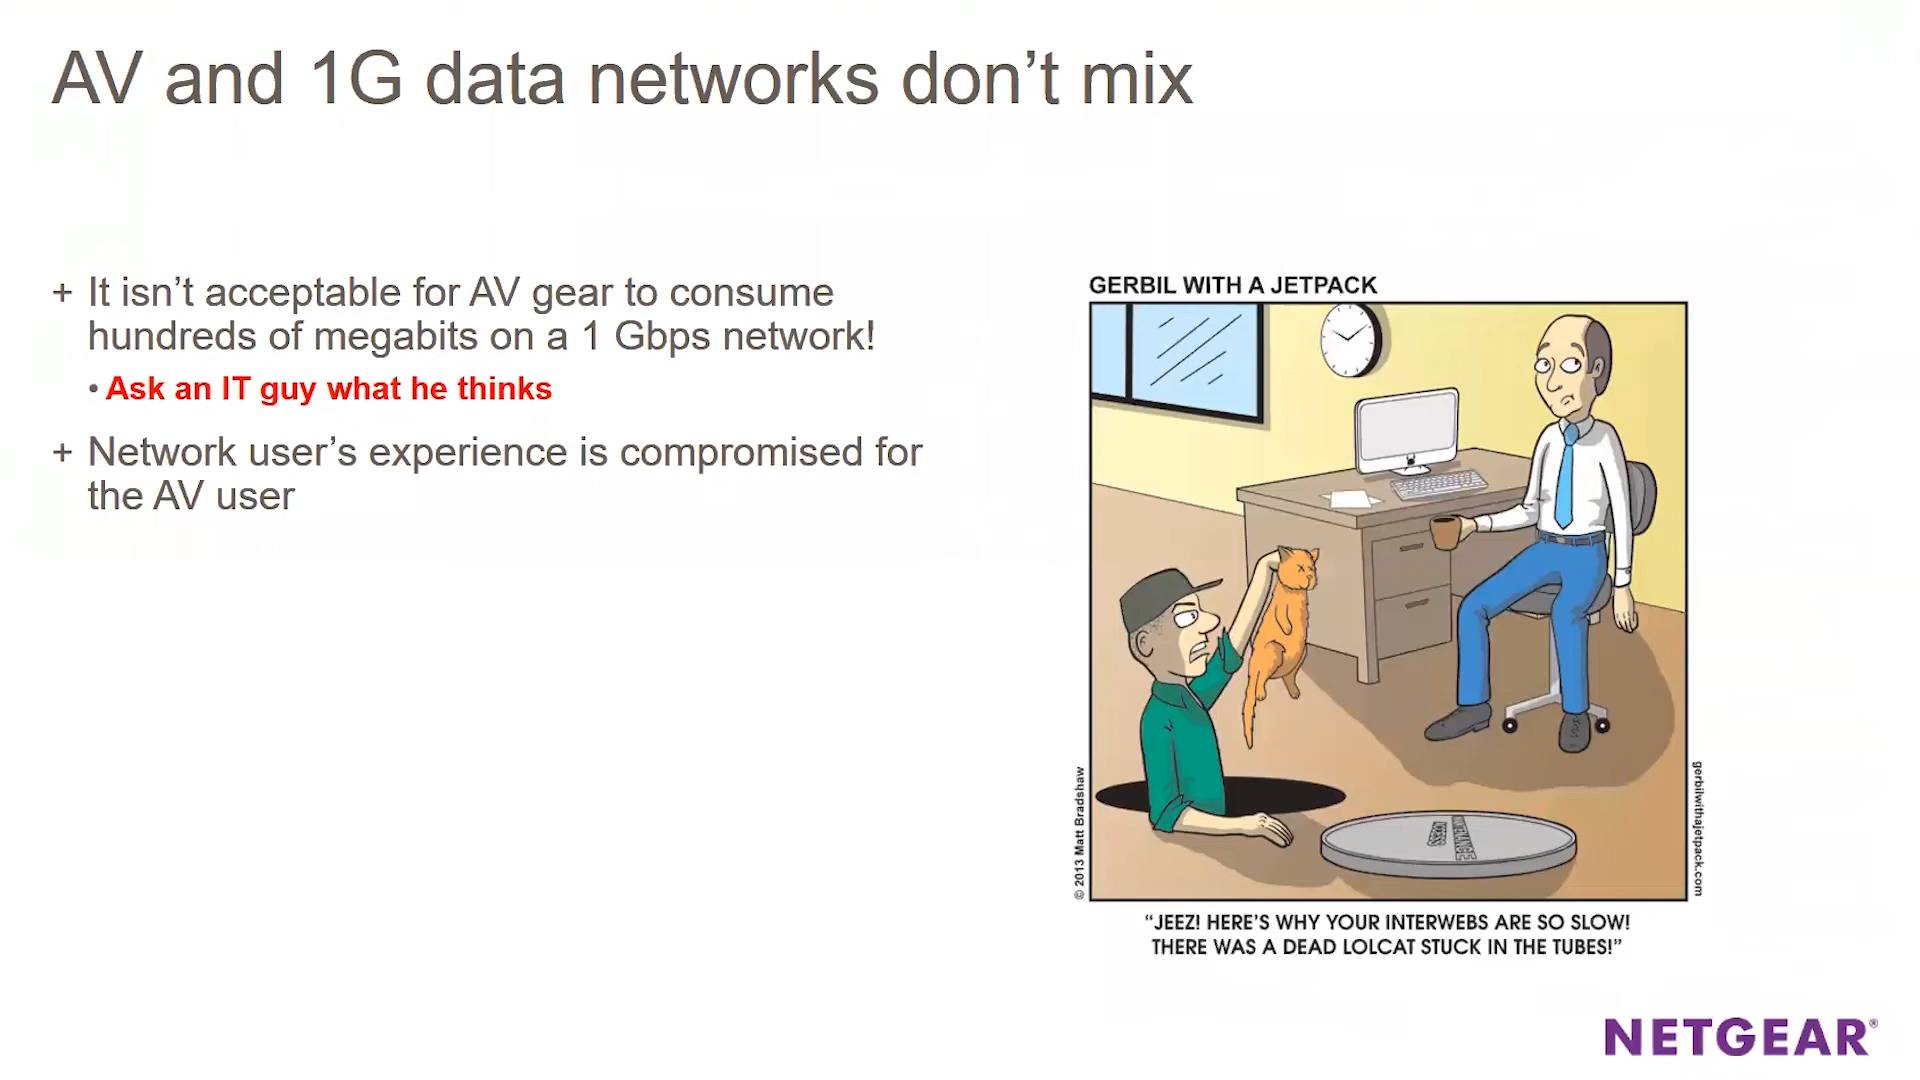 AV and 1G data networks don’t mix
+ It isn’t acceptable for AV gear to consume
hundreds of megabits on a 1 Gbps network!
• Ask an IT guy what he thinks
+ Network user’s experience is compromised for
the AV user
GERBIL WITH A JETPACK
© 2013 Matt Bradshaw
gerbilwithajetpack.com
ACCESS
“JEEZ! HERE’S WHY YOUR INTERWEBS ARE SO SLOW!
THERE WAS A DEAD LOLCAT STUCK IN THE TUBES!”
NETGEAR®